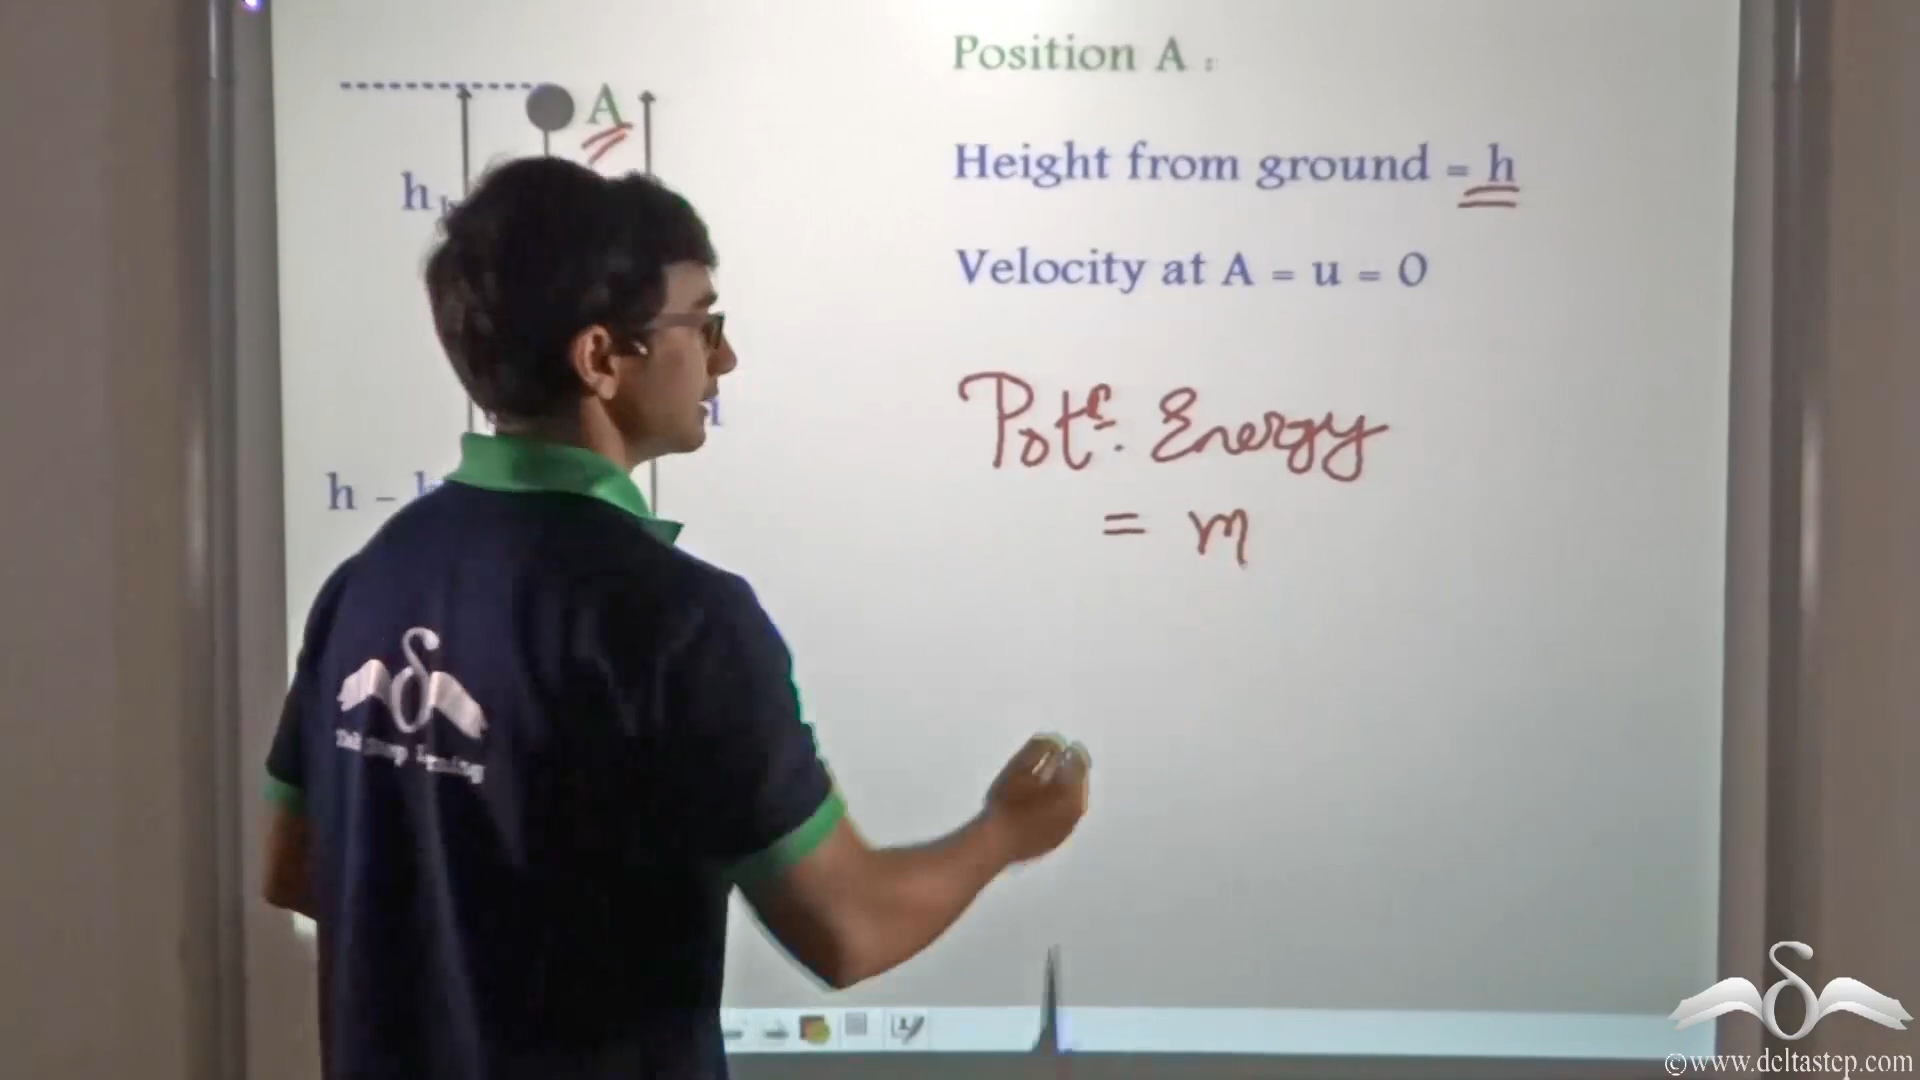 Position A :
A
Height from ground = h
h
Velocity at A = u = 0
Potl. Energy
h -
= m
©www.deltastep.com